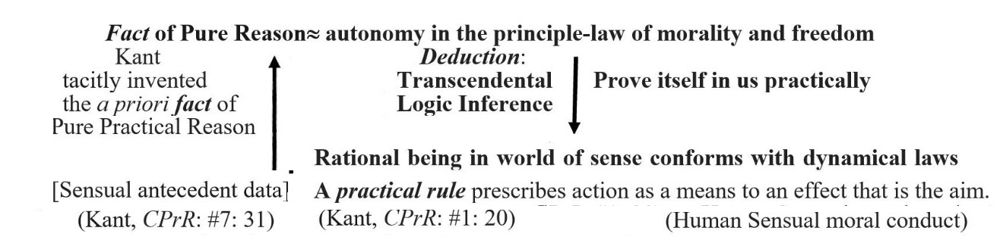 Fact of Pure Reason≈ autonomy in the principle-law of morality and freedom
Kant
tacitly invented
the a priori fact of
Pure Practical Reason
Deduction:
Transcendental
Logic Inference
Prove itself in us practically
Rational being in world of sense conforms with dynamical laws
[Sensual antecedent data]
A practical rule prescribes action as a means to an effect that is the aim.
(Kant, CPrR: #7: 31)
(Kant, CPrR: #1: 20)
(Human Sensual moral conduct)